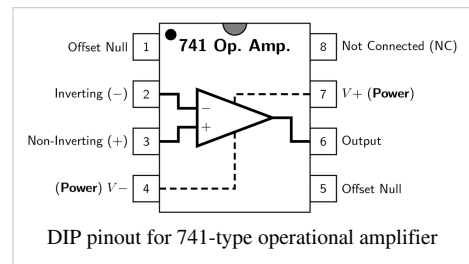 Offset Null 1 741 Op. Amp. 8 Not Connected (NC)
Inverting (−) 2 − 7 V+ (Power)
Non-Inverting (+) 3 + 6 Output
(Power) V− 4 5 Offset Null
DIP pinout for 741-type operational amplifier